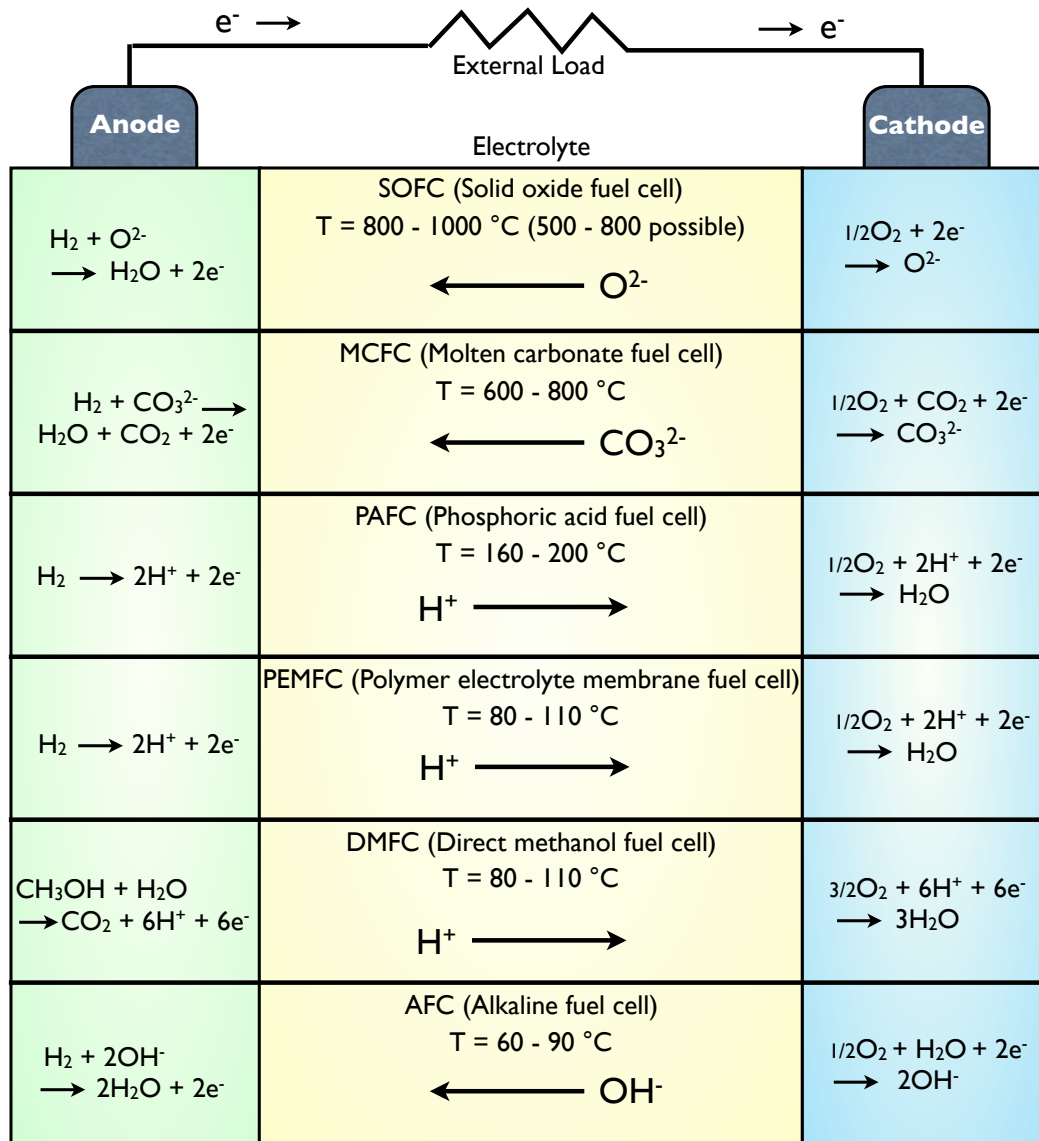 e⁻ → → e⁻
External Load
Anode
Cathode
Electrolyte
SOFC (Solid oxide fuel cell)
T = 800 - 1000 °C (500 - 800 possible)
H₂ + O²⁻
→ H₂O + 2e⁻
← O²⁻
1/2O₂ + 2e⁻
→ O²⁻
MCFC (Molten carbonate fuel cell)
T = 600 - 800 °C
H₂ + CO₃²⁻ →
H₂O + CO₂ + 2e⁻
← CO₃²⁻
1/2O₂ + CO₂ + 2e⁻
→ CO₃²⁻
PAFC (Phosphoric acid fuel cell)
T = 160 - 200 °C
H₂ → 2H⁺ + 2e⁻
H⁺ →
1/2O₂ + 2H⁺ + 2e⁻
→ H₂O
PEMFC (Polymer electrolyte membrane fuel cell)
T = 80 - 110 °C
H₂ → 2H⁺ + 2e⁻
H⁺ →
1/2O₂ + 2H⁺ + 2e⁻
→ H₂O
DMFC (Direct methanol fuel cell)
T = 80 - 110 °C
CH₃OH + H₂O
→ CO₂ + 6H⁺ + 6e⁻
H⁺ →
3/2O₂ + 6H⁺ + 6e⁻
→ 3H₂O
AFC (Alkaline fuel cell)
T = 60 - 90 °C
H₂ + 2OH⁻
→ 2H₂O + 2e⁻
← OH⁻
1/2O₂ + H₂O + 2e⁻
→ 2OH⁻